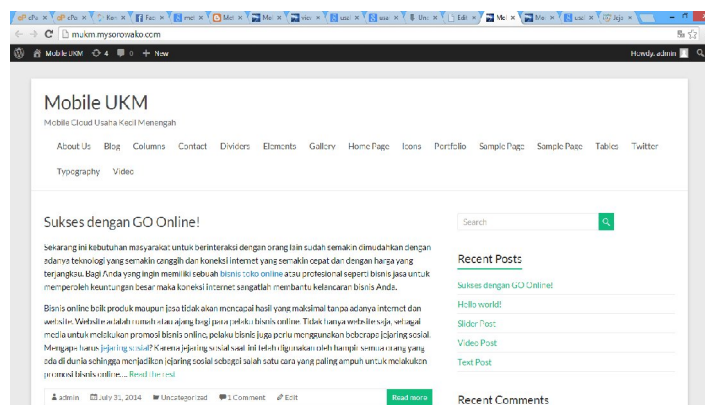 mukm.mysorowako.com
Mobile UKM 4 0 + New Howdy, admin
Mobile UKM
Mobile Cloud Usaha Kecil Menengah
About Us Blog Columns Contact Dividers Elements Gallery Home Page Icons Portfolio Sample Page Sample Page Tables Twitter
Typography Video
Sukses dengan GO Online!
Search
Sekarang ini kebutuhan masyarakat untuk berinteraksi dengan orang lain sudah semakin dimudahkan dengan
adanya teknologi yang semakin canggih dan koneksi internet yang semakin cepat dan dengan harga yang
terjangkau. Bagi Anda yang ingin memiliki sebuah bisnis toko online atau profesional seperti bisnis jasa untuk
memperoleh keuntungan besar maka koneksi internet sangatlah membantu kelancaran bisnis Anda.
Bisnis online baik produk maupun jasa tidak akan mencapai hasil yang maksimal tanpa adanya internet dan
website. Website adalah rumah atau ajang bagi para pelaku bisnis online. Tidak hanya website saja, sebagai
media untuk melakukan promosi bisnis online, pelaku bisnis juga perlu menggunakan beberapa jejaring sosial.
Mengapa harus jejaring sosial? Karena jejaring sosial saat ini telah digunakan oleh hampir semua orang yang
ada di dunia sehingga menjadikan jejaring sosial sebagai salah satu cara yang paling ampuh untuk melakukan
promosi bisnis online.... Read the rest
admin July 31, 2014 Uncategorized 1 Comment Edit Read more
Recent Posts
Sukses dengan GO Online!
Hello world!
Slider Post
Video Post
Text Post
Recent Comments